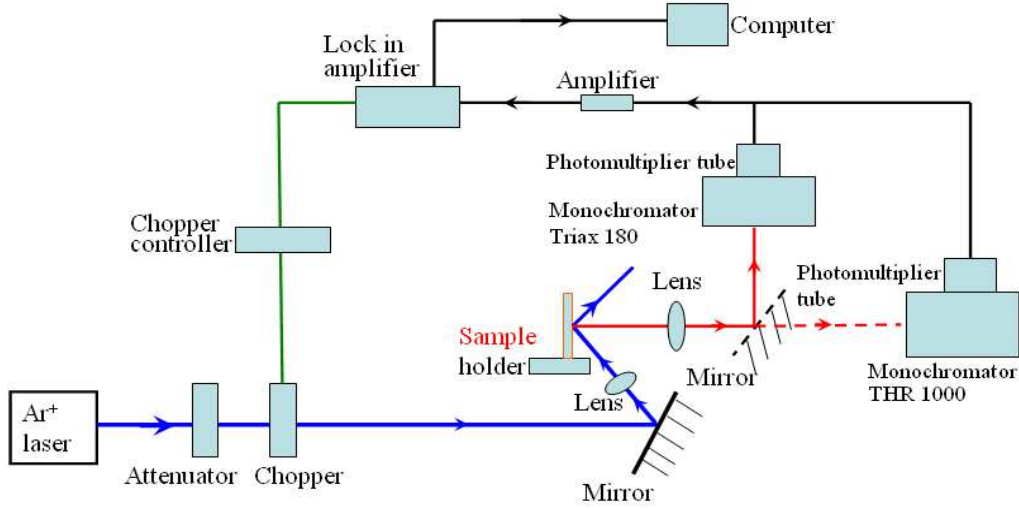 Computer
Lock in
amplifier
Amplifier
Photomultiplier tube
Monochromator
Triax 180
Chopper
controller
Photomultiplier
tube
Lens
Sample
holder
Mirror
Monochromator
THR 1000
Lens
Ar+
laser
Attenuator
Chopper
Mirror